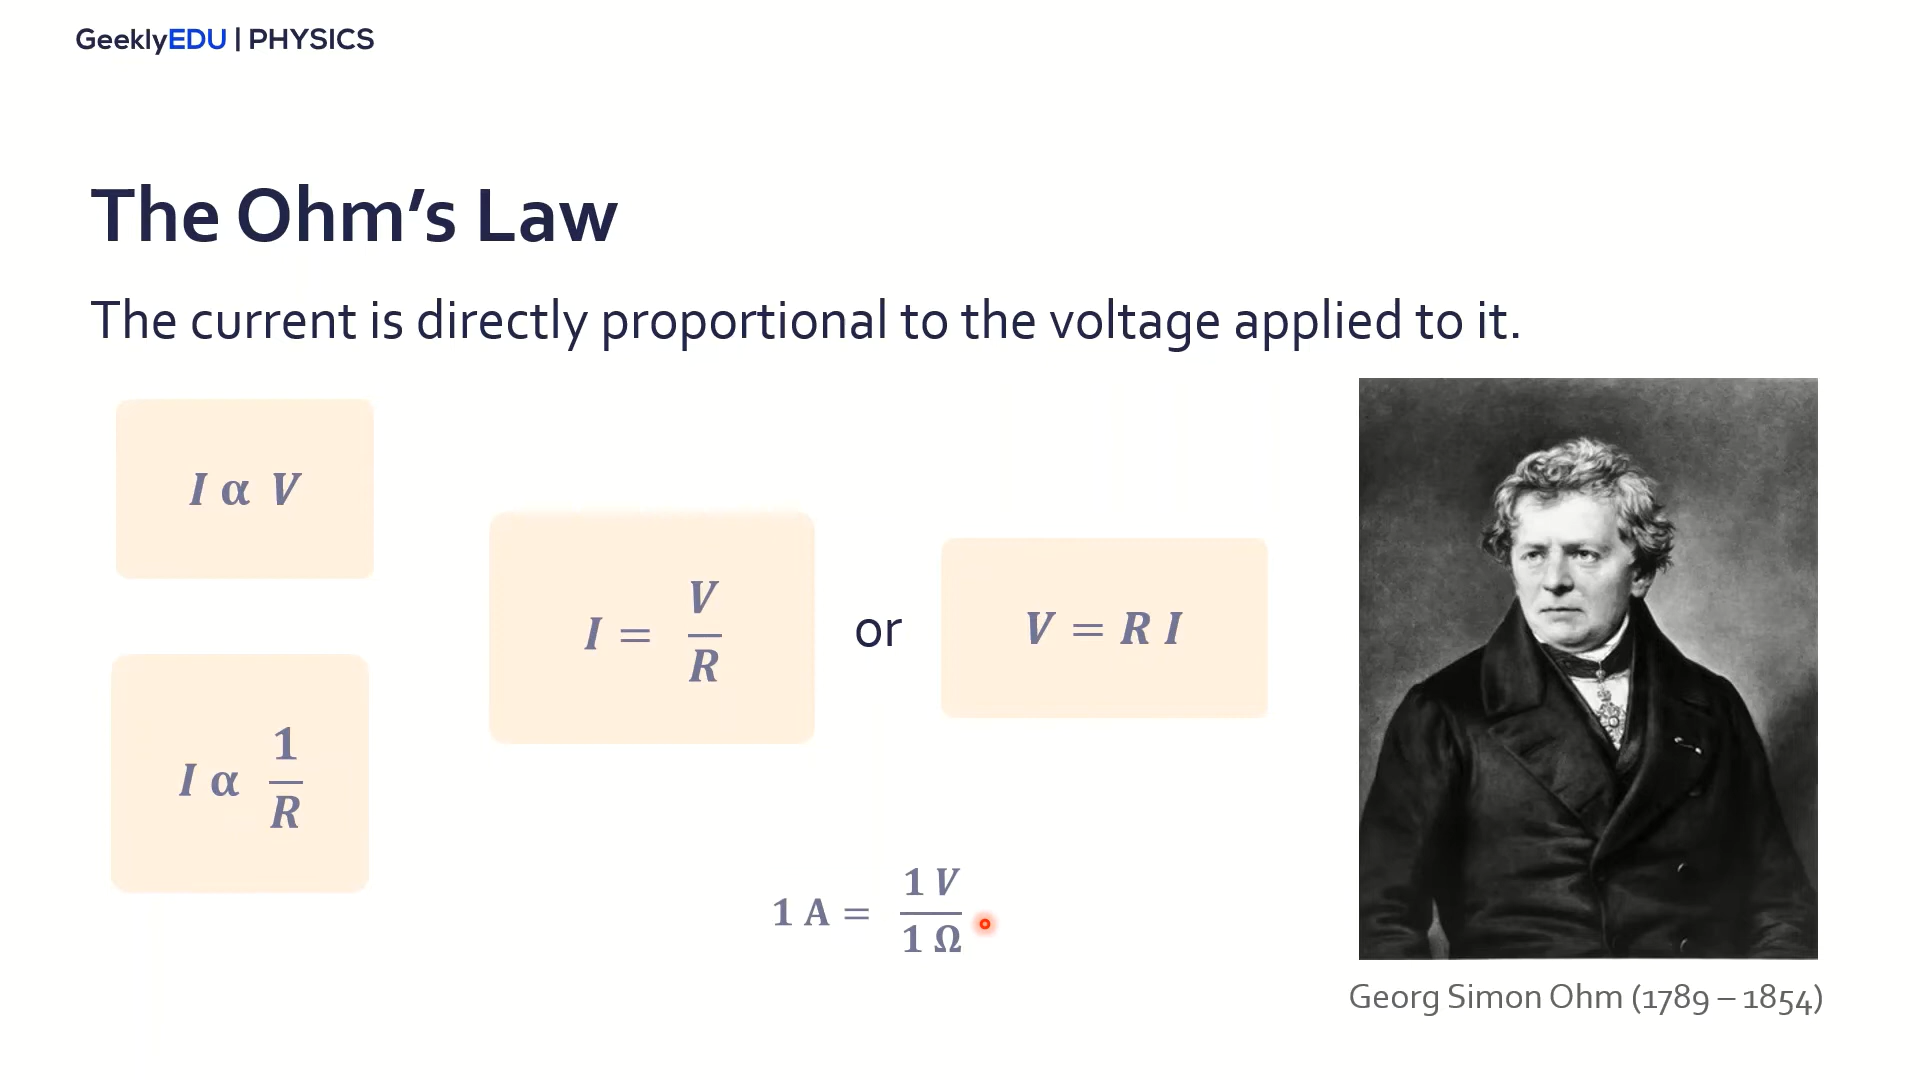 GeeklyEDU | PHYSICS
The Ohm’s Law
The current is directly proportional to the voltage applied to it.
I α V
I α 1/R
I = V/R
or
V = R I
1 A = 1 V/1 Ω
Georg Simon Ohm (1789 – 1854)